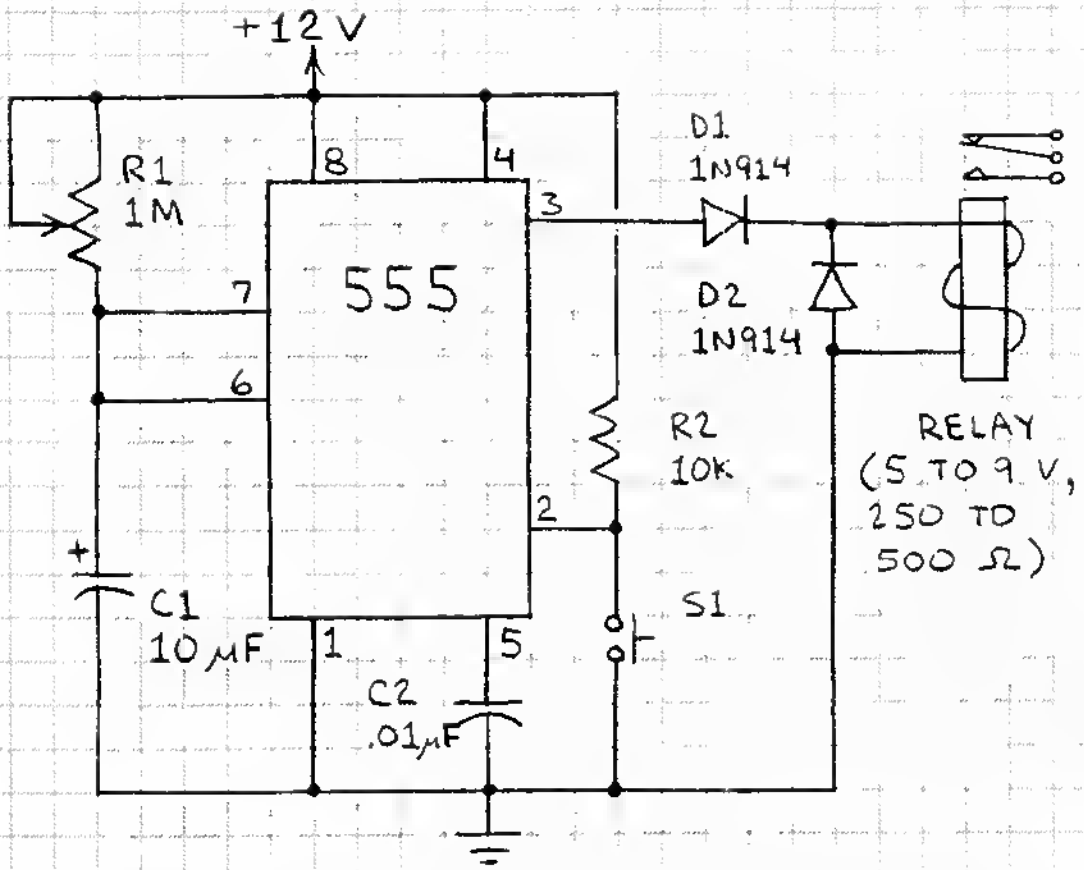 +12V
R1
1M
8
4
D1
1N914
3
7
555
D2
1N914
6
R2
10K
RELAY
(5 TO 9 V,
250 TO
500 Ω)
2
+
C1
10 µF
1
5
S1
C2
.01µF